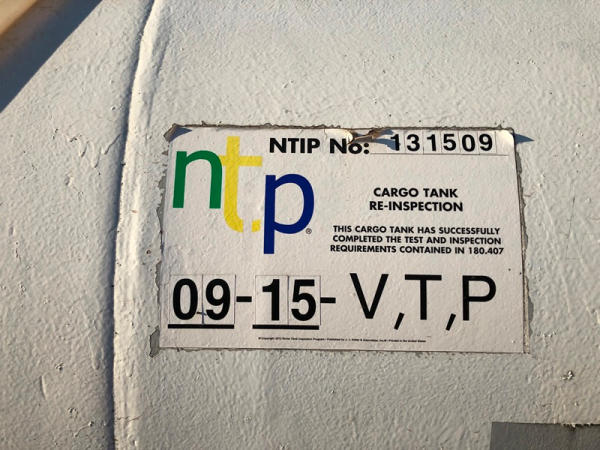 NTIP No: 131509
nt.p®
CARGO TANK
RE-INSPECTION
THIS CARGO TANK HAS SUCCESSFULLY
COMPLETED THE TEST AND INSPECTION
REQUIREMENTS CONTAINED IN 180.407
09-15-V,T,P